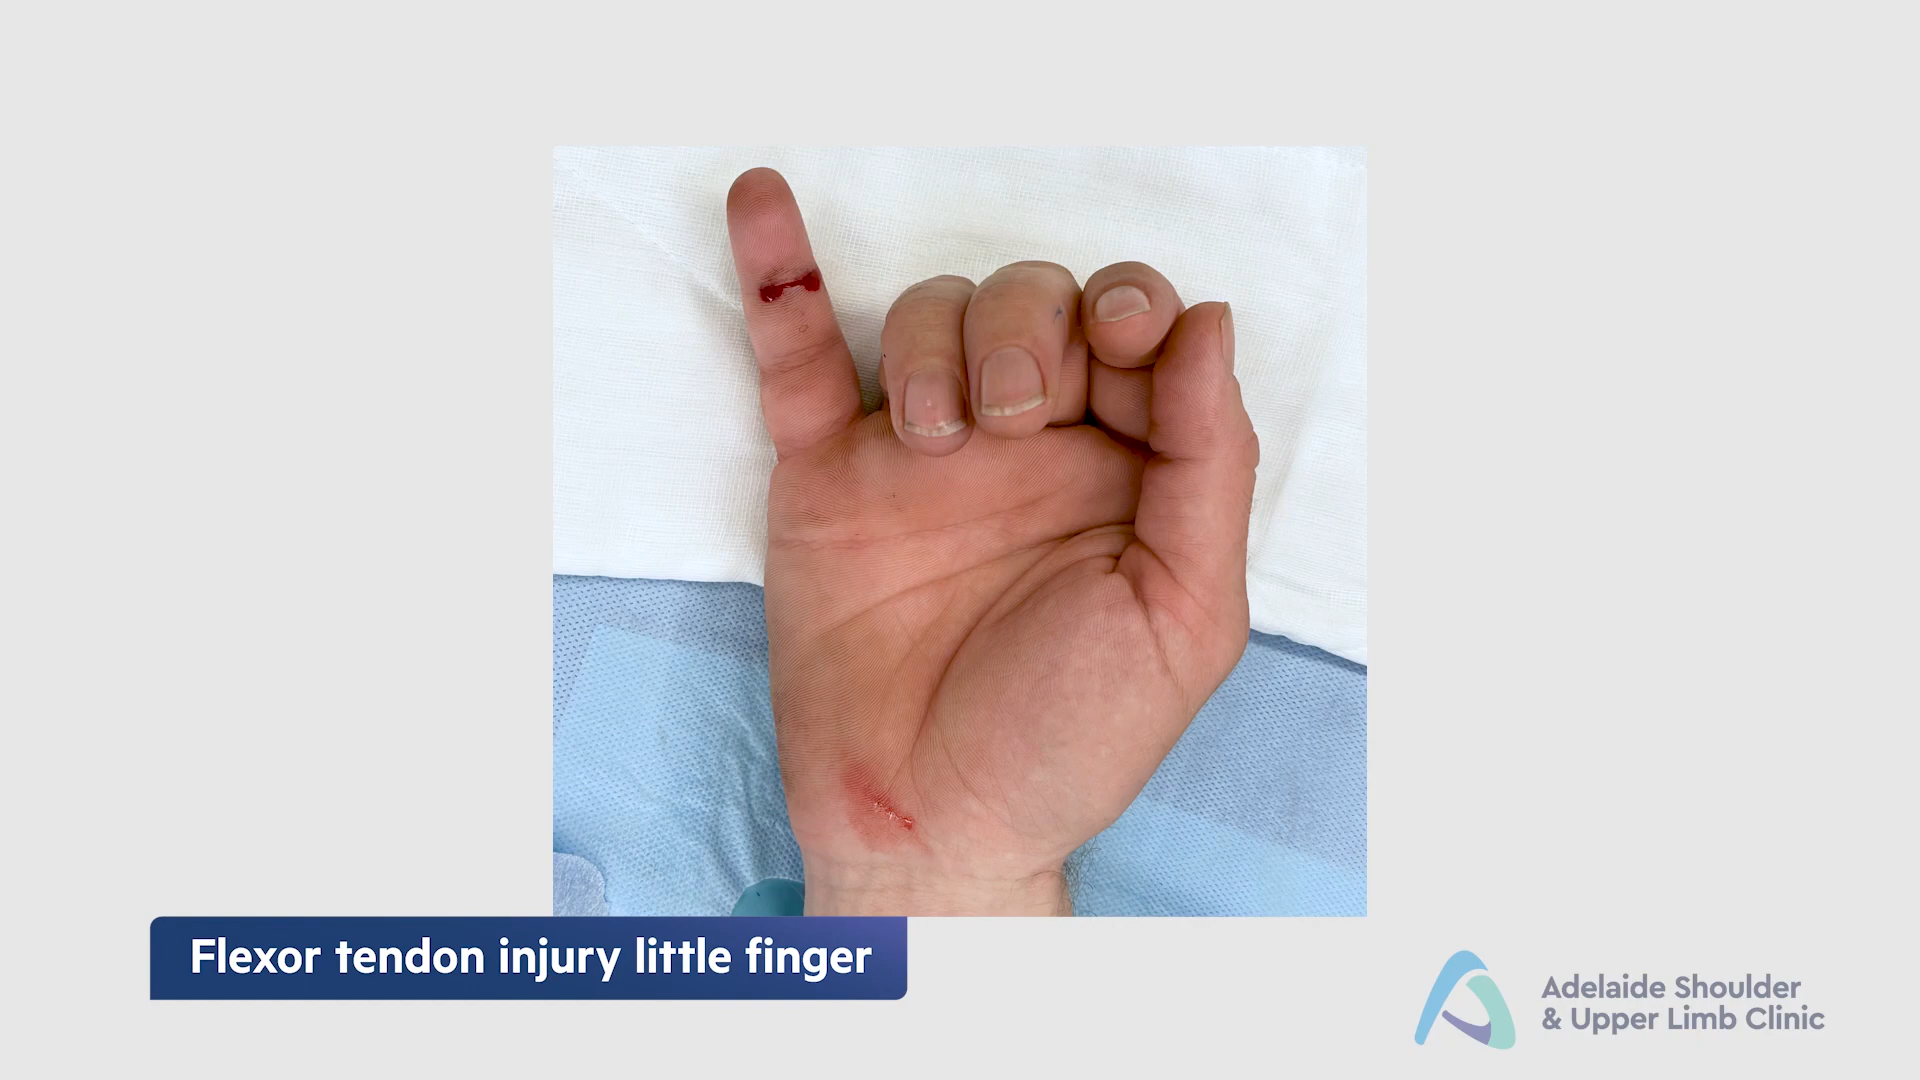 Flexor tendon injury little finger
Adelaide Shoulder
& Upper Limb Clinic